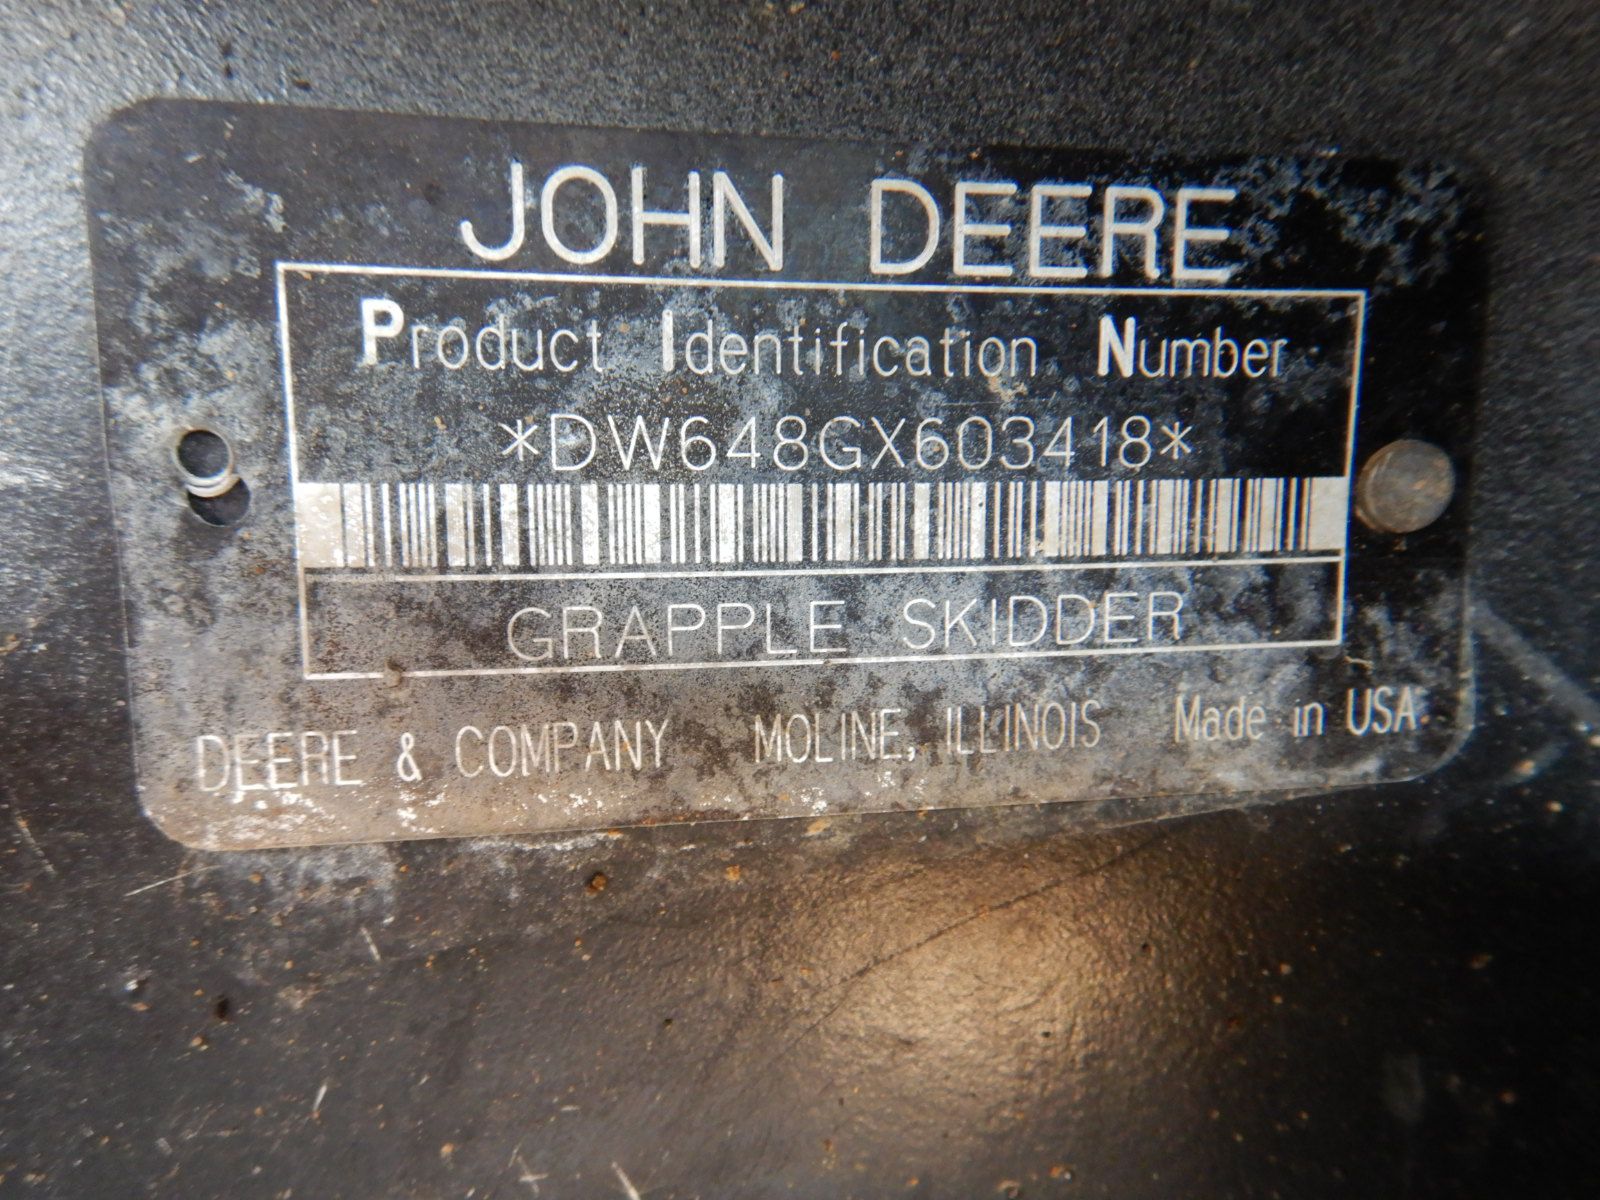 JOHN DEERE
Product Identification Number
*DW648GX603418*
GRAPPLE SKIDDER
DEERE & COMPANY MOLINE, ILLINOIS Made in USA